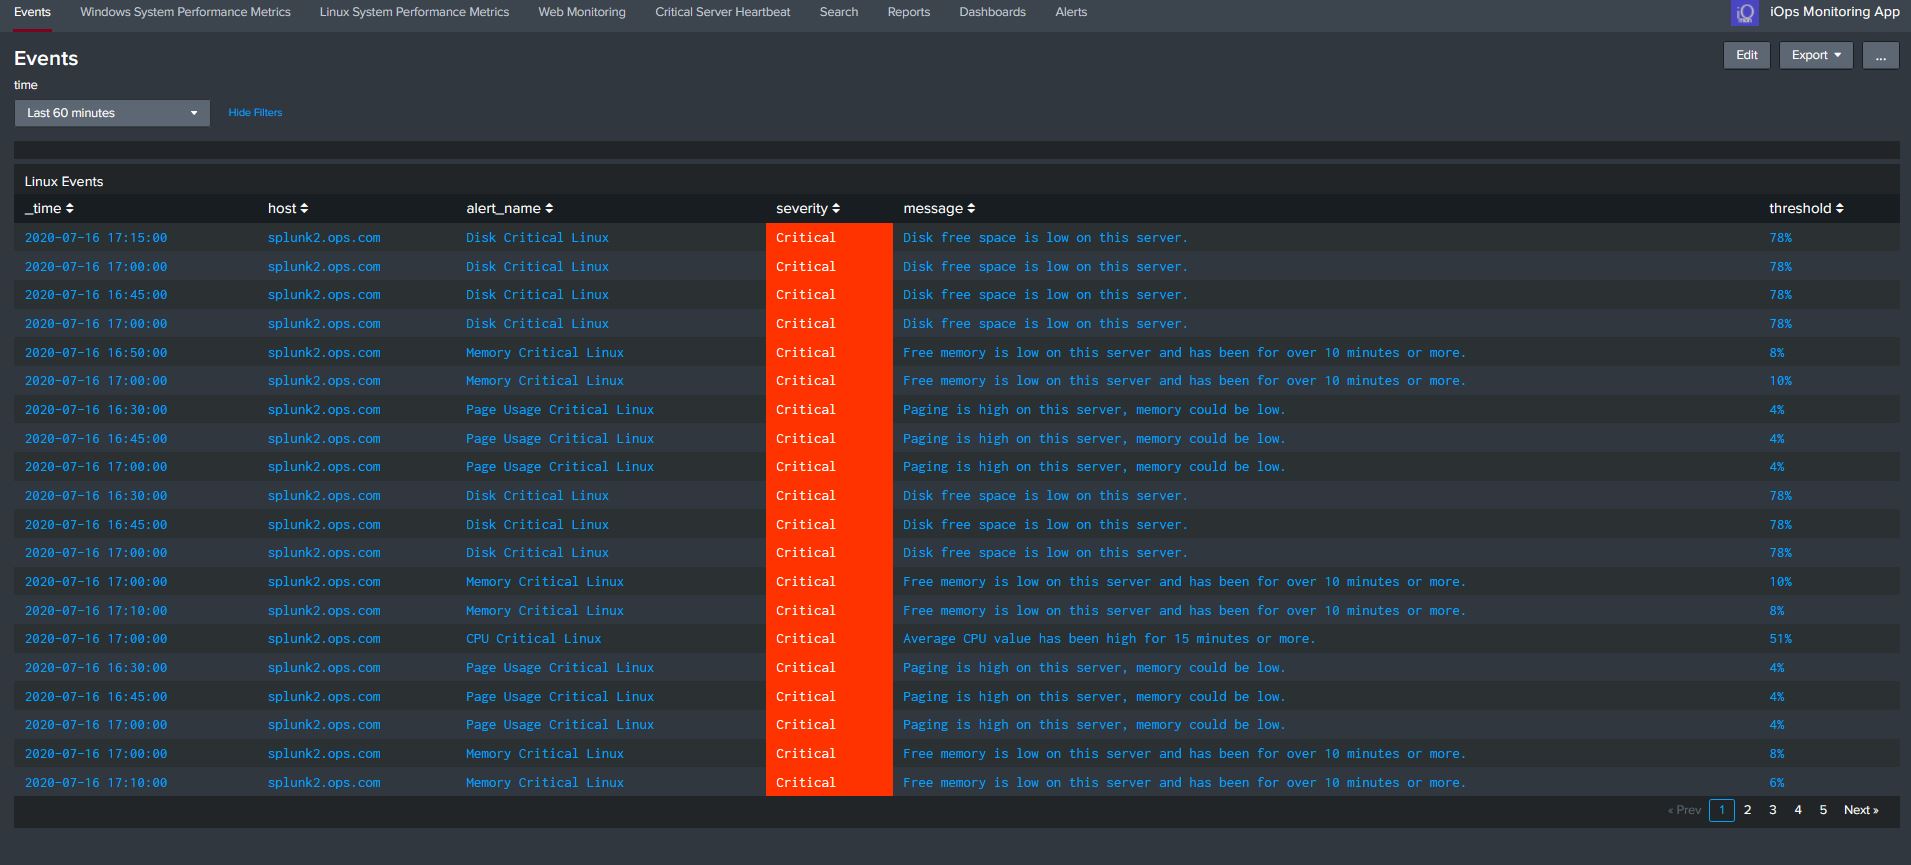 Events Windows System Performance Metrics Linux System Performance Metrics Web Monitoring Critical Server Heartbeat Search Reports Dashboards Alerts iOps Monitoring App
Events Edit Export ...
time
Last 60 minutes Hide Filters
Linux Events
_time host alert_name severity message threshold
2020-07-16 17:15:00 splunk2.ops.com Disk Critical Linux Critical Disk free space is low on this server. 78%
2020-07-16 17:00:00 splunk2.ops.com Disk Critical Linux Critical Disk free space is low on this server. 78%
2020-07-16 16:45:00 splunk2.ops.com Disk Critical Linux Critical Disk free space is low on this server. 78%
2020-07-16 17:00:00 splunk2.ops.com Disk Critical Linux Critical Disk free space is low on this server. 78%
2020-07-16 16:50:00 splunk2.ops.com Memory Critical Linux Critical Free memory is low on this server and has been for over 10 minutes or more. 8%
2020-07-16 17:00:00 splunk2.ops.com Memory Critical Linux Critical Free memory is low on this server and has been for over 10 minutes or more. 10%
2020-07-16 16:30:00 splunk2.ops.com Page Usage Critical Linux Critical Paging is high on this server, memory could be low. 4%
2020-07-16 16:45:00 splunk2.ops.com Page Usage Critical Linux Critical Paging is high on this server, memory could be low. 4%
2020-07-16 17:00:00 splunk2.ops.com Page Usage Critical Linux Critical Paging is high on this server, memory could be low. 4%
2020-07-16 16:30:00 splunk2.ops.com Disk Critical Linux Critical Disk free space is low on this server. 78%
2020-07-16 16:45:00 splunk2.ops.com Disk Critical Linux Critical Disk free space is low on this server. 78%
2020-07-16 17:00:00 splunk2.ops.com Disk Critical Linux Critical Disk free space is low on this server. 78%
2020-07-16 17:00:00 splunk2.ops.com Memory Critical Linux Critical Free memory is low on this server and has been for over 10 minutes or more. 10%
2020-07-16 17:10:00 splunk2.ops.com Memory Critical Linux Critical Free memory is low on this server and has been for over 10 minutes or more. 8%
2020-07-16 17:00:00 splunk2.ops.com CPU Critical Linux Critical Average CPU value has been high for 15 minutes or more. 51%
2020-07-16 16:30:00 splunk2.ops.com Page Usage Critical Linux Critical Paging is high on this server, memory could be low. 4%
2020-07-16 16:45:00 splunk2.ops.com Page Usage Critical Linux Critical Paging is high on this server, memory could be low. 4%
2020-07-16 17:00:00 splunk2.ops.com Page Usage Critical Linux Critical Paging is high on this server, memory could be low. 4%
2020-07-16 17:00:00 splunk2.ops.com Memory Critical Linux Critical Free memory is low on this server and has been for over 10 minutes or more. 8%
2020-07-16 17:10:00 splunk2.ops.com Memory Critical Linux Critical Free memory is low on this server and has been for over 10 minutes or more. 6%
« Prev 1 2 3 4 5 Next »